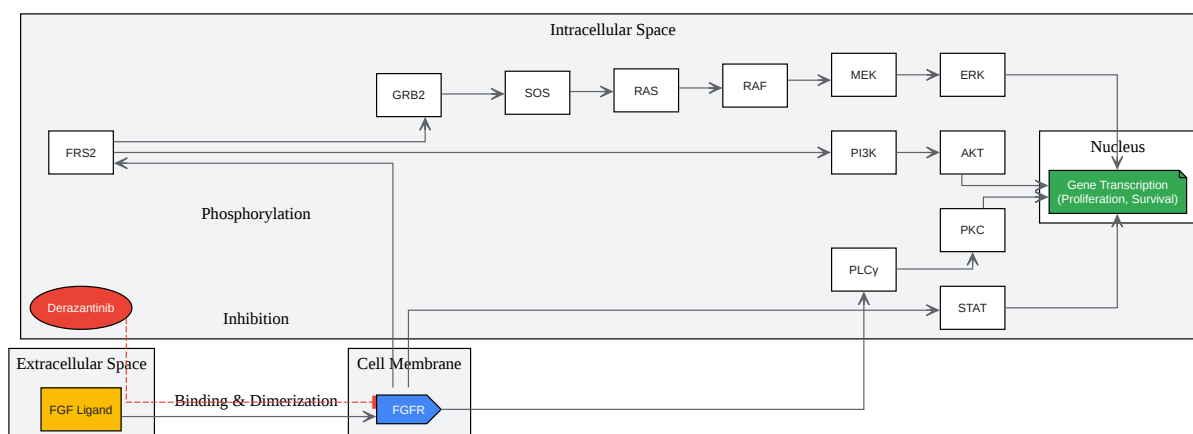 Intracellular Space
MEK
ERK
RAF
GRB2
SOS
RAS
FRS2
PI3K
AKT
Nucleus
Gene Transcription
(Proliferation, Survival)
Phosphorylation
PKC
PLCγ
Derazantinib
Inhibition
STAT
Extracellular Space
Cell Membrane
Binding & Dimerization
FGF Ligand
FGFR